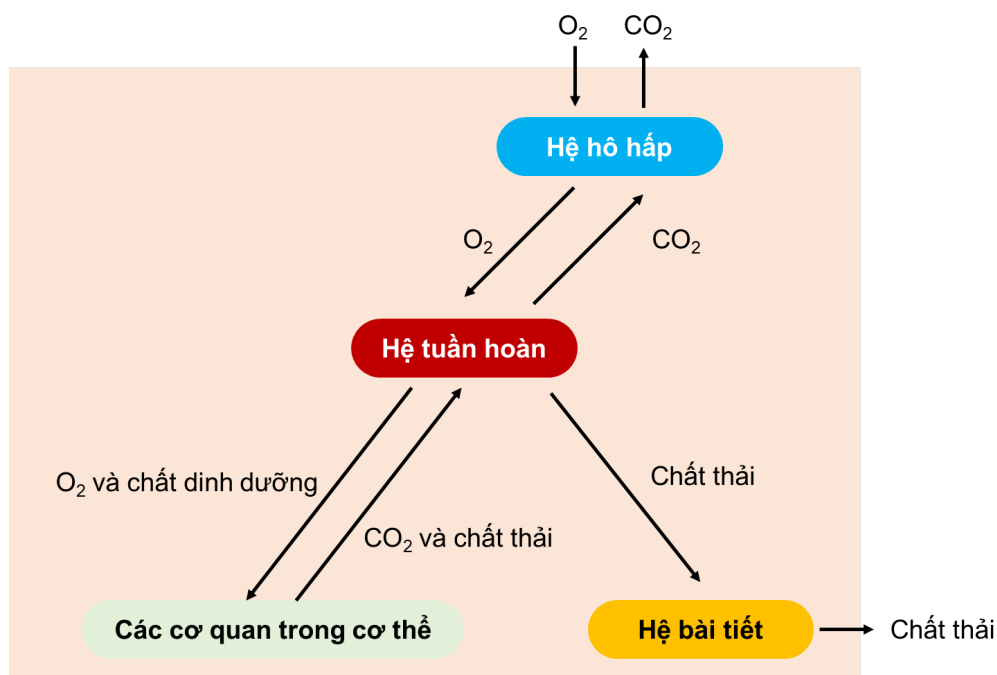 O₂ CO₂
Hệ hô hấp
O₂ CO₂
Hệ tuần hoàn
O₂ và chất dinh dưỡng
Chất thải
CO₂ và chất thải
Các cơ quan trong cơ thể
Hệ bài tiết
Chất thải